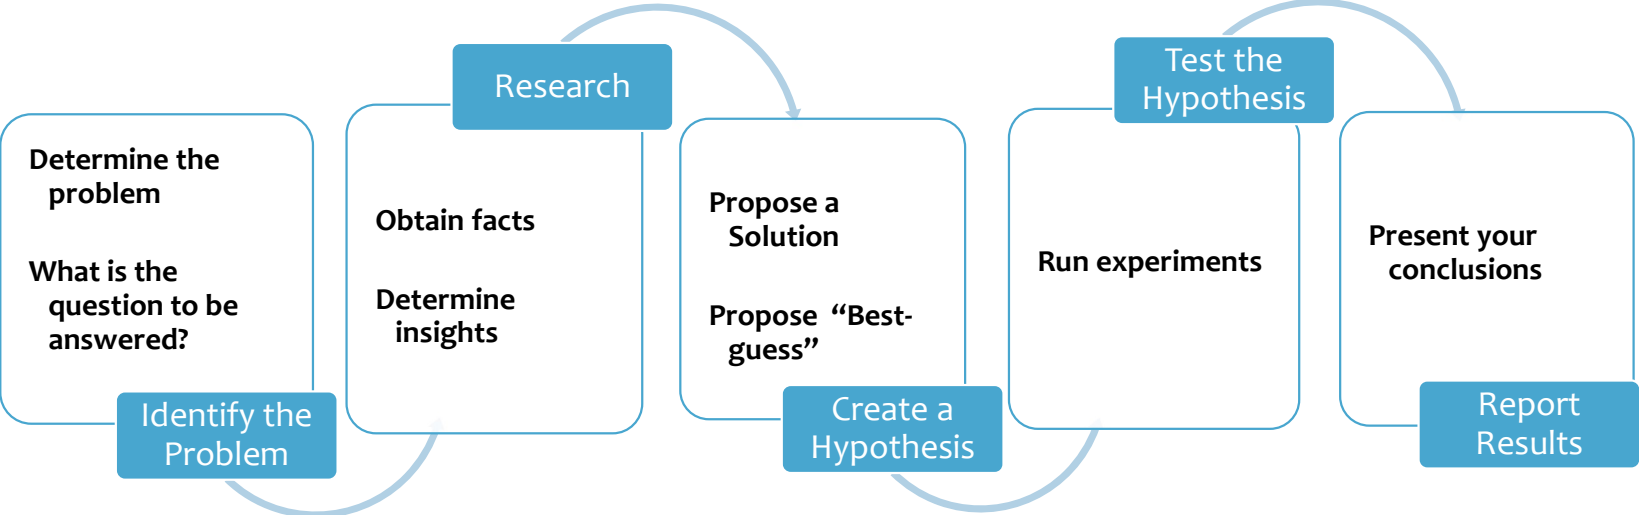 Determine the
problem
What is the
question to be
answered?
Identify the
Problem
Research
Obtain facts
Determine
insights
Propose a
Solution
Propose “Best-
guess”
Create a
Hypothesis
Test the
Hypothesis
Run experiments
Present your
conclusions
Report
Results